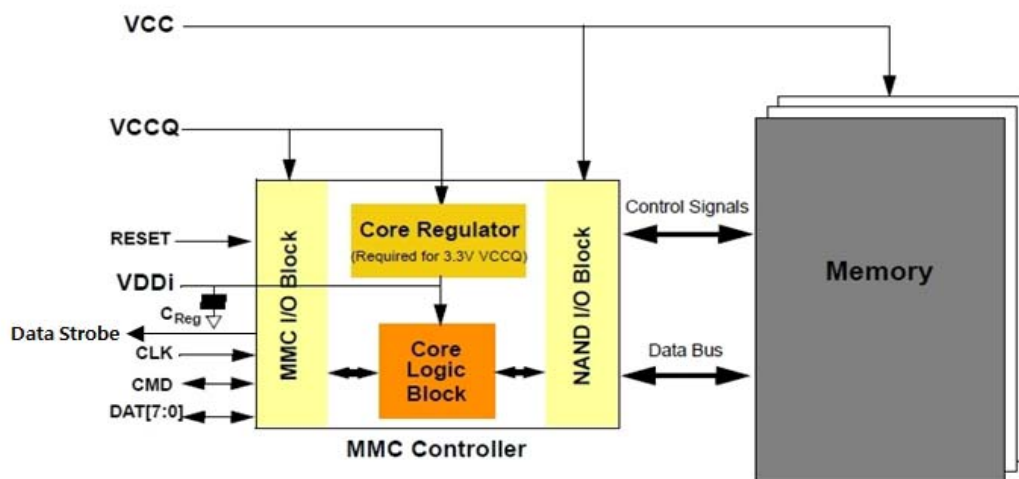 VCC
VCCQ
RESET
VDDi
CReg
Data Strobe
CLK
CMD
DAT[7:0]
MMC I/O Block
Core Regulator
(Required for 3.3V VCCQ)
Core
Logic
Block
NAND I/O Block
MMC Controller
Control Signals
Data Bus
Memory